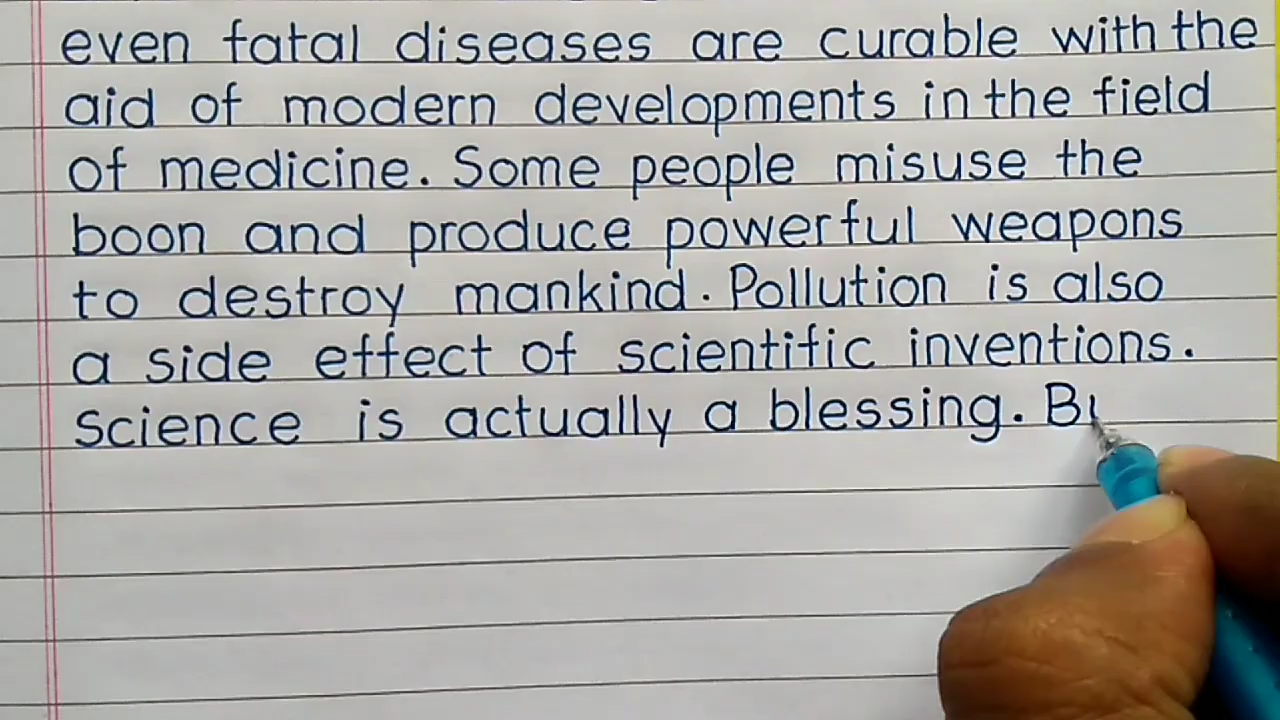 even fatal diseases are curable with the
aid of modern developments in the field
of medicine. Some people misuse the
boon and produce powerful weapons
to destroy mankind. Pollution is also
a side effect of scientific inventions.
Science is actually a blessing.